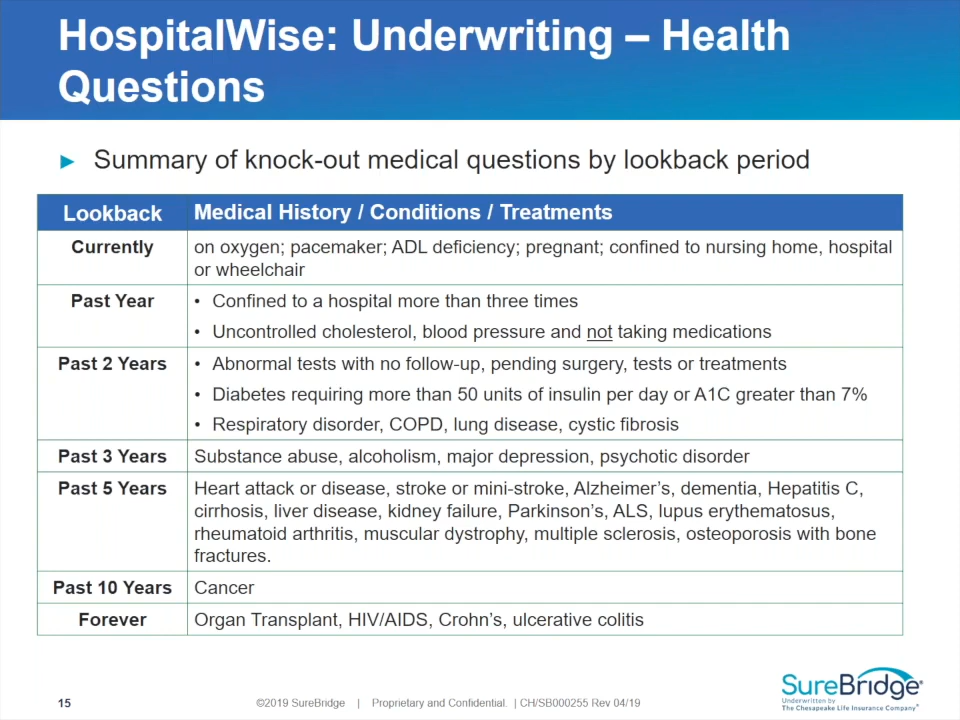 HospitalWise: Underwriting – Health
Questions
► Summary of knock-out medical questions by lookback period
Lookback Medical History / Conditions / Treatments
Currently on oxygen; pacemaker; ADL deficiency; pregnant; confined to nursing home, hospital
or wheelchair
Past Year • Confined to a hospital more than three times
• Uncontrolled cholesterol, blood pressure and not taking medications
Past 2 Years • Abnormal tests with no follow-up, pending surgery, tests or treatments
• Diabetes requiring more than 50 units of insulin per day or A1C greater than 7%
• Respiratory disorder, COPD, lung disease, cystic fibrosis
Past 3 Years Substance abuse, alcoholism, major depression, psychotic disorder
Past 5 Years Heart attack or disease, stroke or mini-stroke, Alzheimer’s, dementia, Hepatitis C,
cirrhosis, liver disease, kidney failure, Parkinson’s, ALS, lupus erythematosus,
rheumatoid arthritis, muscular dystrophy, multiple sclerosis, osteoporosis with bone
fractures.
Past 10 Years Cancer
Forever Organ Transplant, HIV/AIDS, Crohn’s, ulcerative colitis
15 ©2019 SureBridge | Proprietary and Confidential. | CH/SB000255 Rev 04/19
SureBridge®
Underwritten by
The Chesapeake Life Insurance Company®